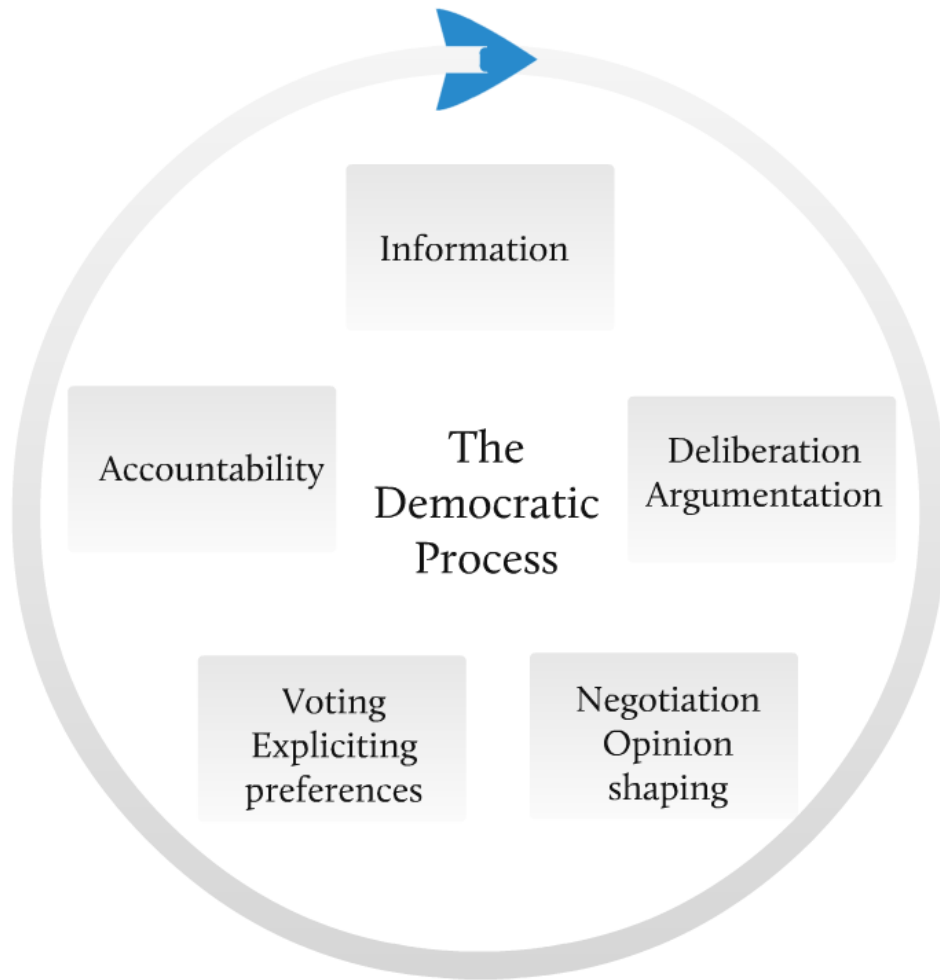 Information
Accountability
The
Democratic
Process
Deliberation
Argumentation
Voting
Expliciting
preferences
Negotiation
Opinion
shaping